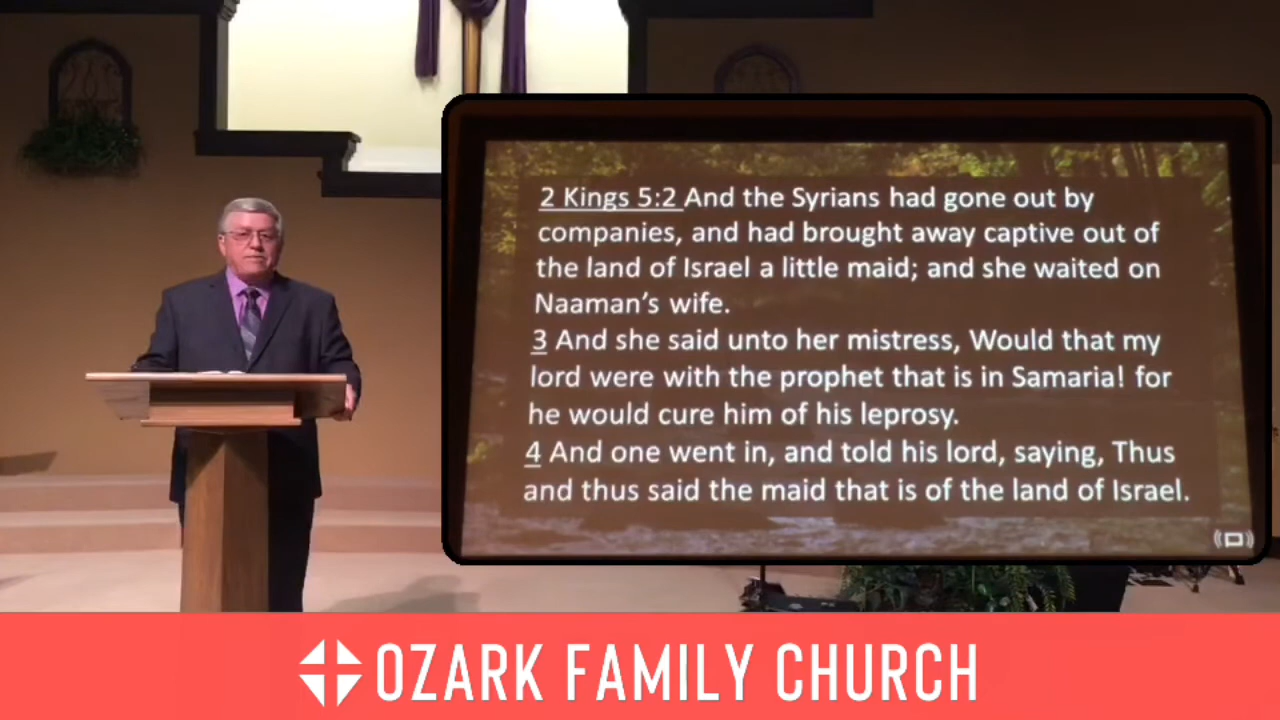 2 Kings 5:2 And the Syrians had gone out by
companies, and had brought away captive out of
the land of Israel a little maid; and she waited on
Naaman's wife.
3 And she said unto her mistress, Would that my
lord were with the prophet that is in Samaria! for
he would cure him of his leprosy.
4 And one went in, and told his lord, saying, Thus
and thus said the maid that is of the land of Israel.
OZARK FAMILY CHURCH